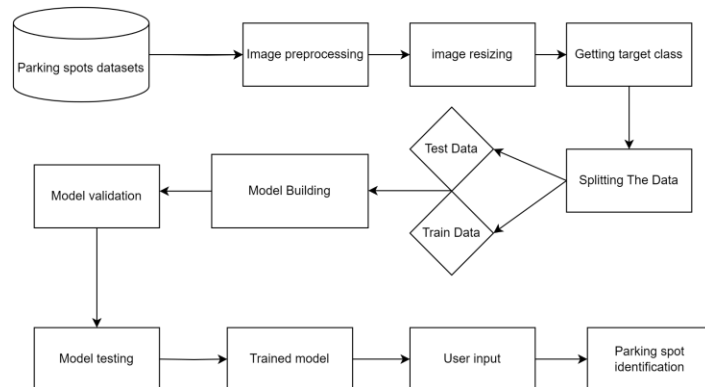 Parking spots datasets
Image preprocessing
image resizing
Getting target class
Test Data
Splitting The Data
Model Building
Model validation
Train Data
Model testing
Trained model
User input
Parking spot
identification